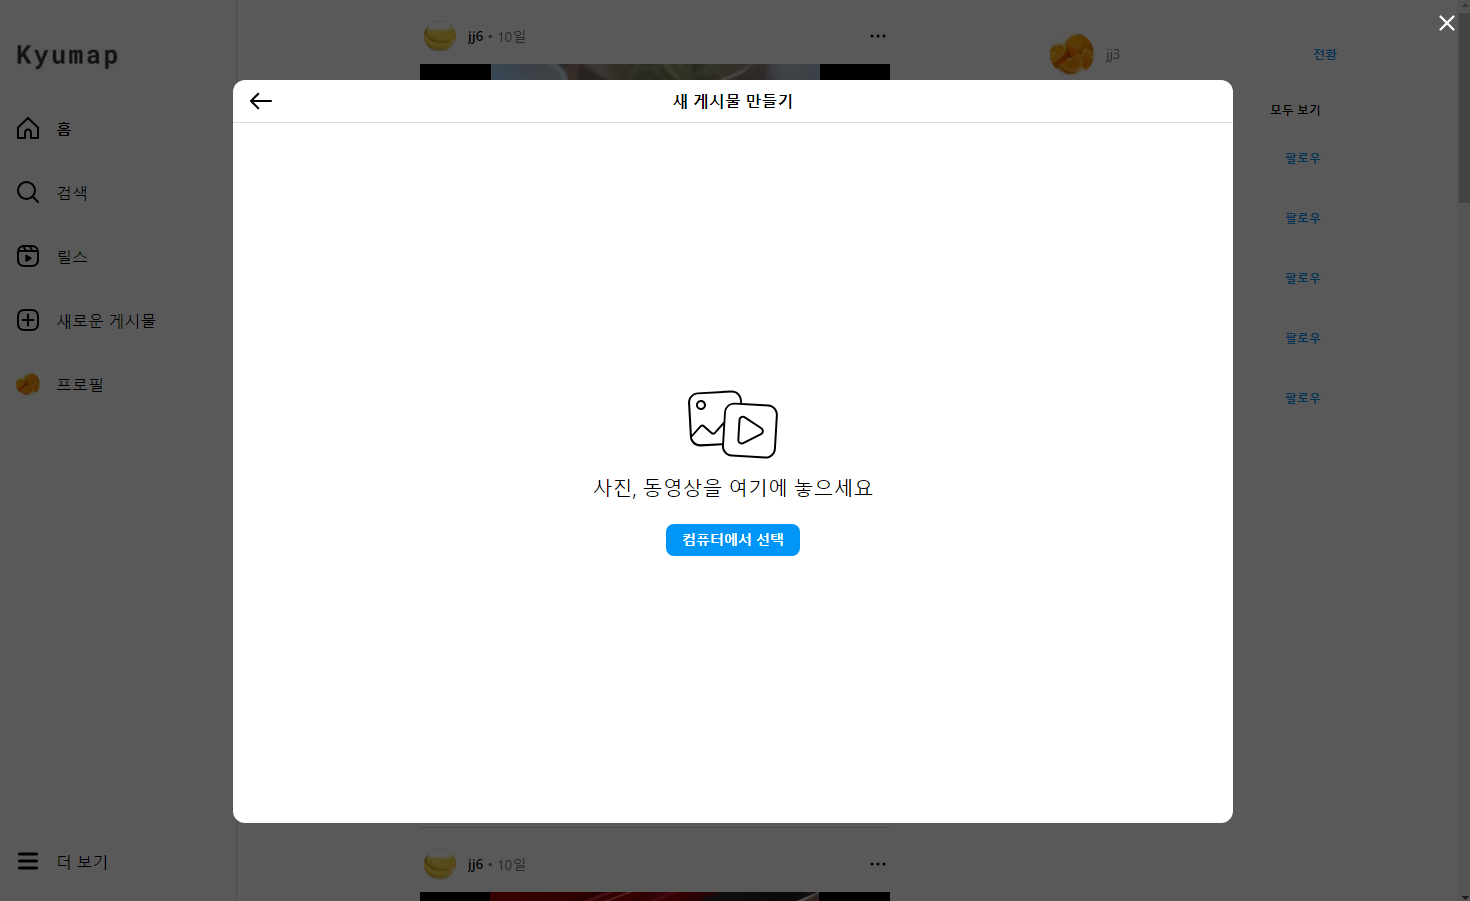 Kyumap
홈
검색
릴스
새로운 게시물
프로필
더 보기
jj6 • 10일
jj3
전환
모두 보기
팔로우
팔로우
팔로우
팔로우
팔로우
새 게시물 만들기
사진, 동영상을 여기에 놓으세요
컴퓨터에서 선택
jj6 • 10일